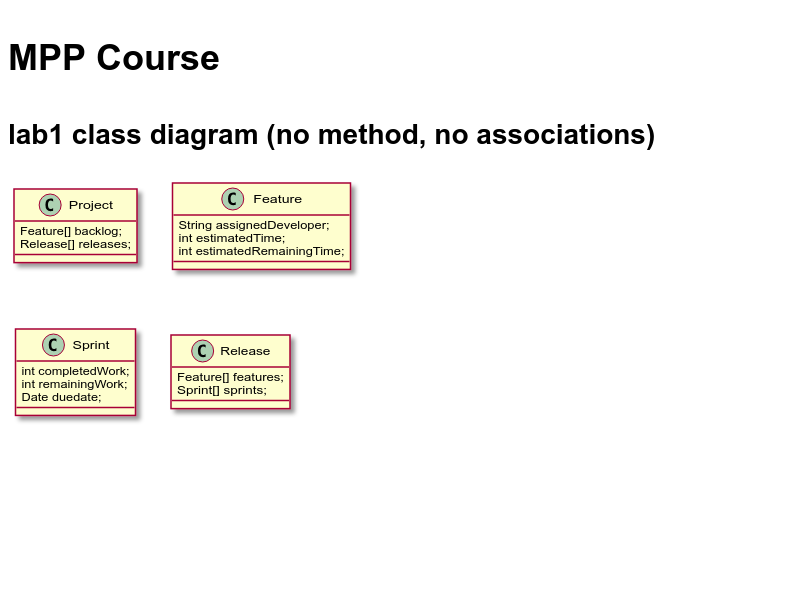 MPP Course
lab1 class diagram (no method, no associations)
C Project
Feature[] backlog;
Release[] releases;
C Feature
String assignedDeveloper;
int estimatedTime;
int estimatedRemainingTime;
C Sprint
int completedWork;
int remainingWork;
Date duedate;
C Release
Feature[] features;
Sprint[] sprints;